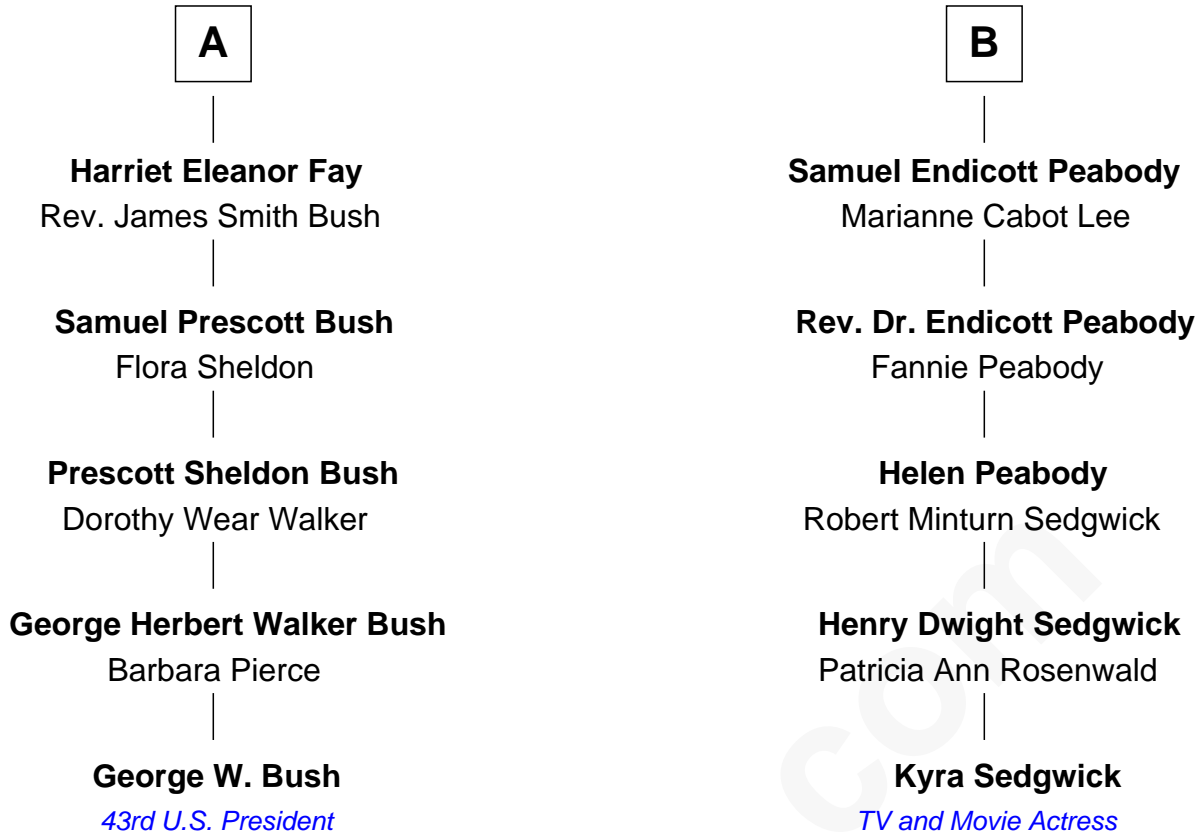 A
Harriet Eleanor Fay
Rev. James Smith Bush
Samuel Prescott Bush
Flora Sheldon
Prescott Sheldon Bush
Dorothy Wear Walker
George Herbert Walker Bush
Barbara Pierce
George W. Bush
43rd U.S. President
B
Samuel Endicott Peabody
Marianne Cabot Lee
Rev. Dr. Endicott Peabody
Fannie Peabody
Helen Peabody
Robert Minturn Sedgwick
Henry Dwight Sedgwick
Patricia Ann Rosenwald
Kyra Sedgwick
TV and Movie Actress
com